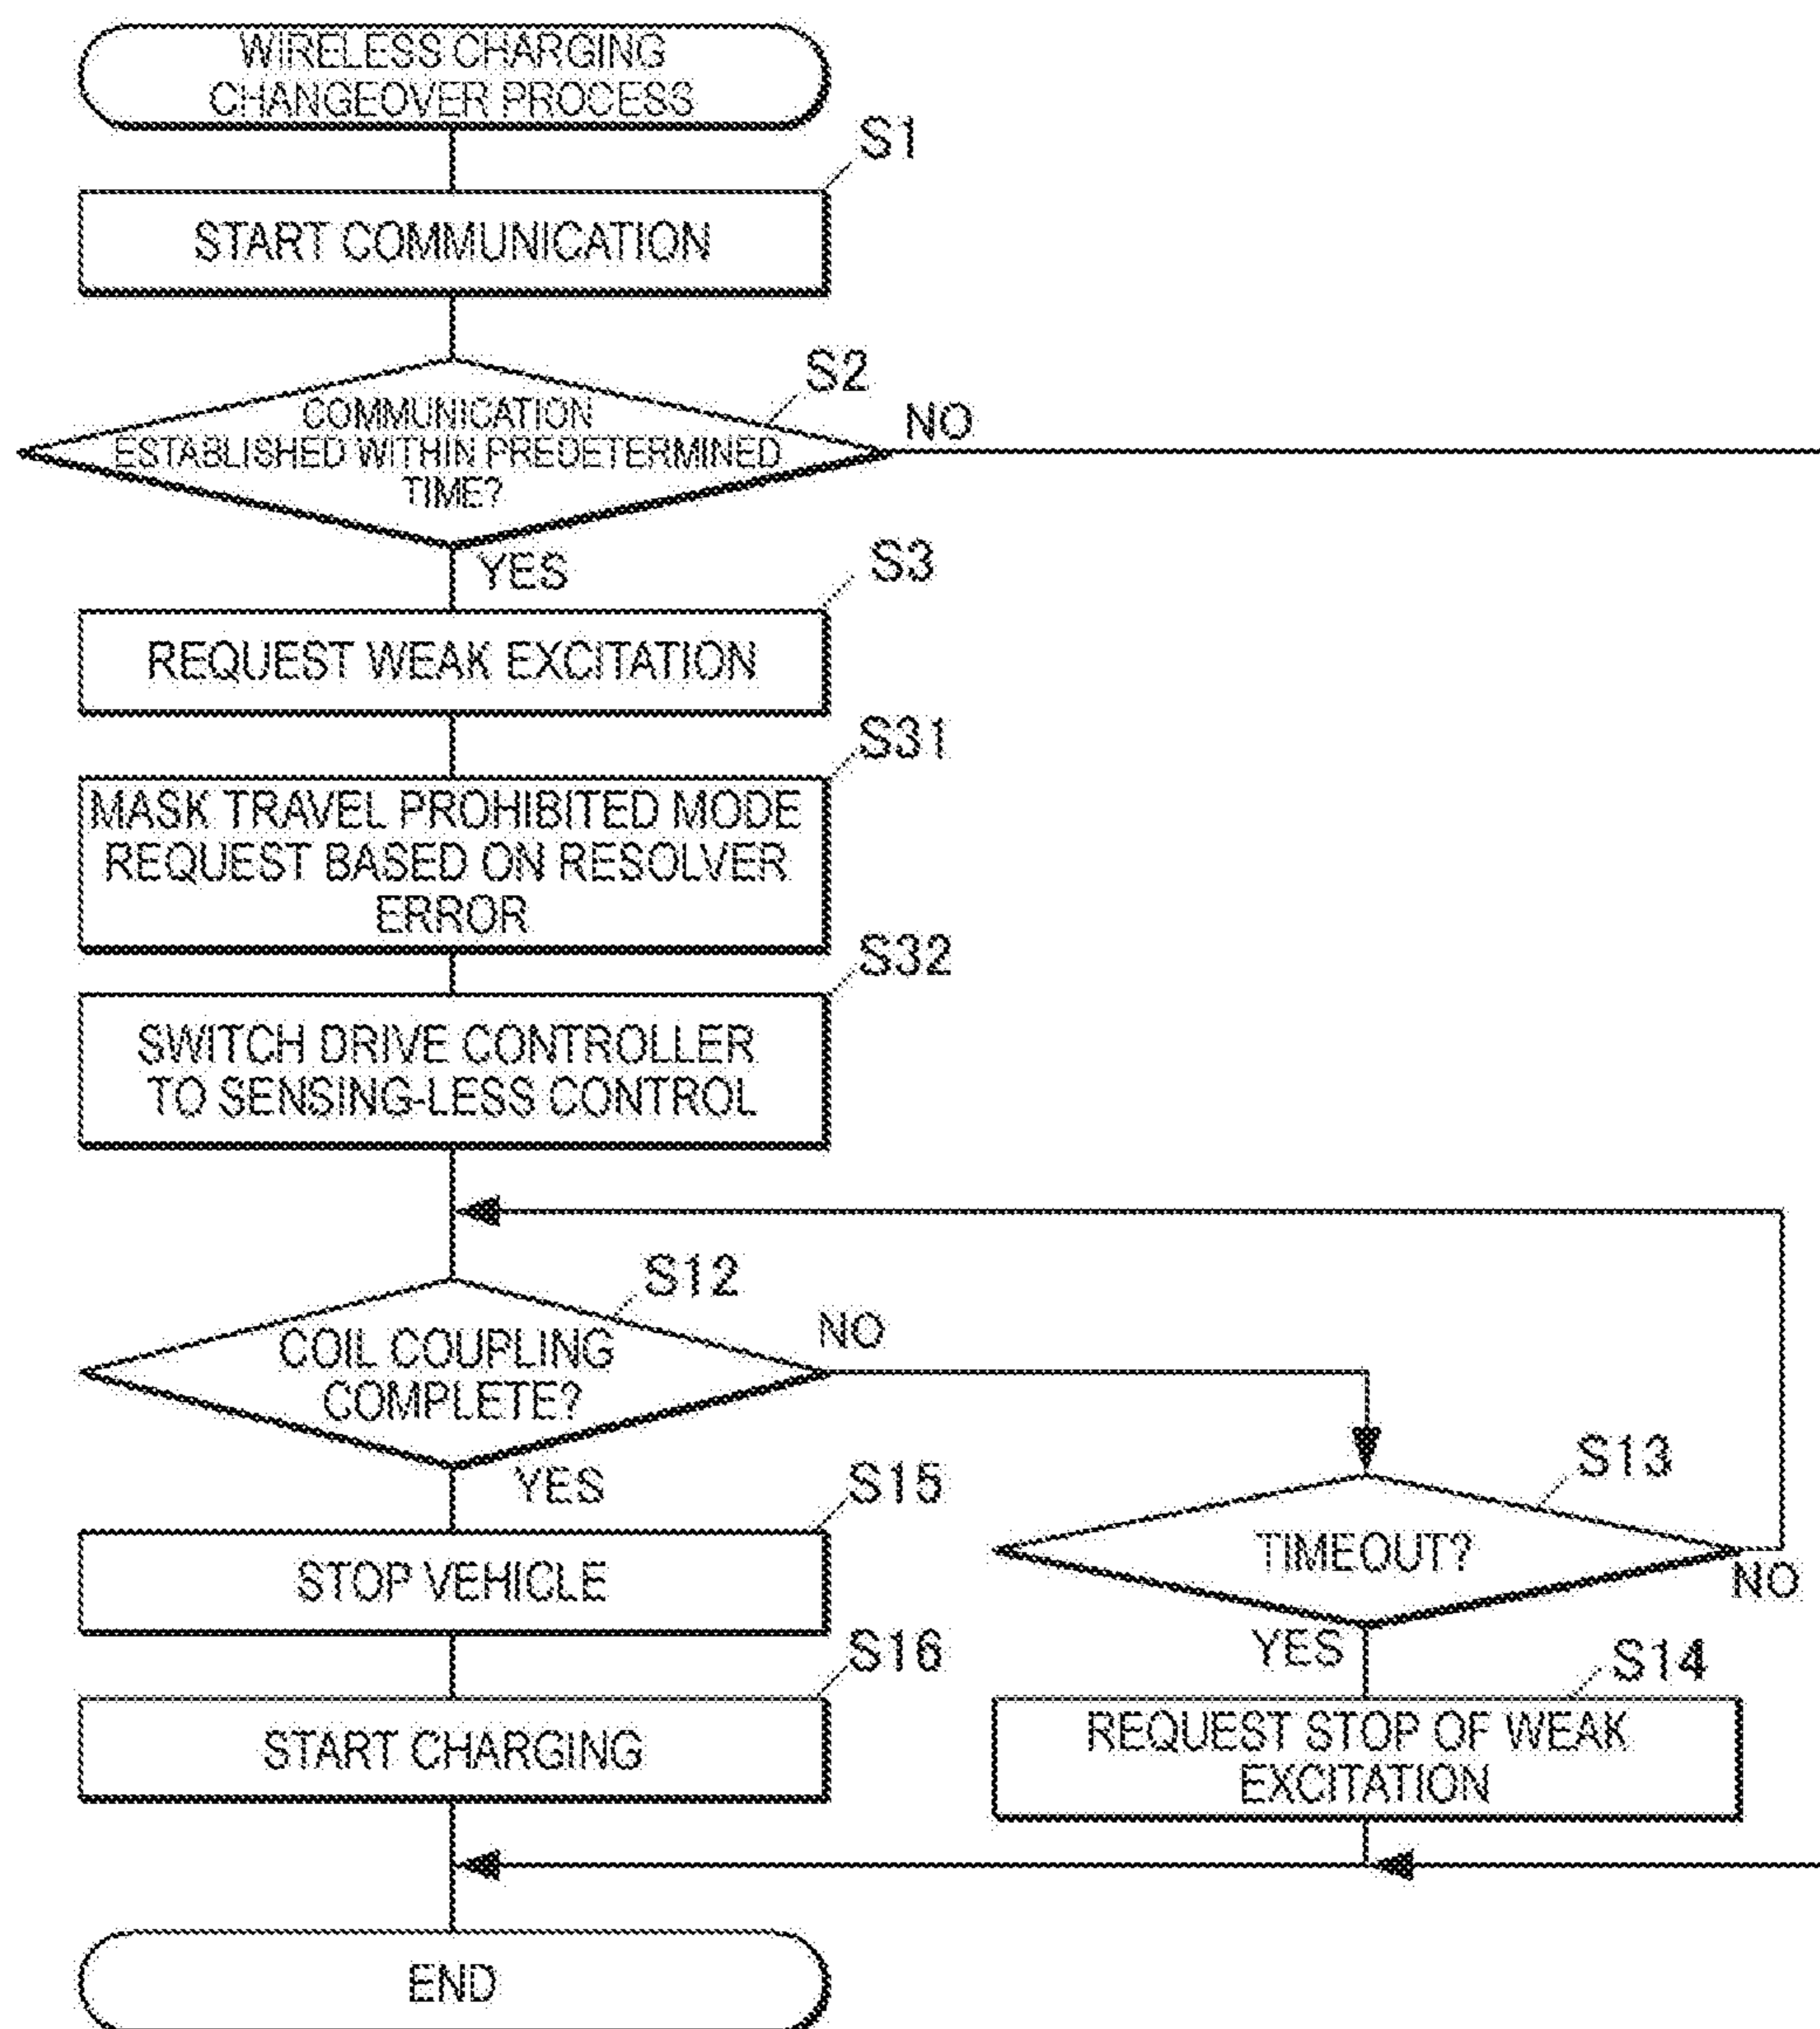 WIRELESS CHARGING
CHANGEOVER PROCESS
S1
START COMMUNICATION
S2
COMMUNICATION
ESTABLISHED WITHIN PREDETERMINED
TIME?
NO
YES
S3
REQUEST WEAK EXCITATION
S31
MASK TRAVEL PROHIBITED MODE
REQUEST BASED ON RESOLVER
ERROR
S32
SWITCH DRIVE CONTROLLER
TO SENSING-LESS CONTROL
S12
COIL COUPLING
COMPLETE?
NO
YES
S13
TIMEOUT?
NO
YES
S15
STOP VEHICLE
S14
REQUEST STOP OF WEAK
EXCITATION
S16
START CHARGING
END